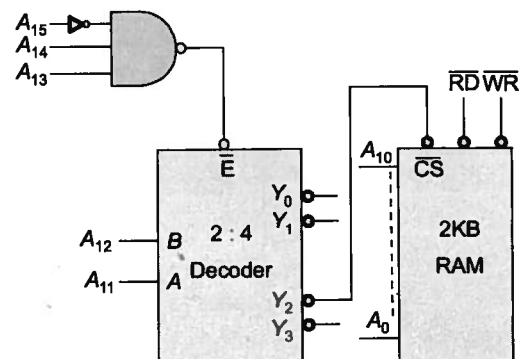 A15
A14
A13
RD WR
E
A10
CS
Y0
Y1
A12 B 2 : 4
2KB
A11 A Decoder
RAM
Y2
Y3
A0